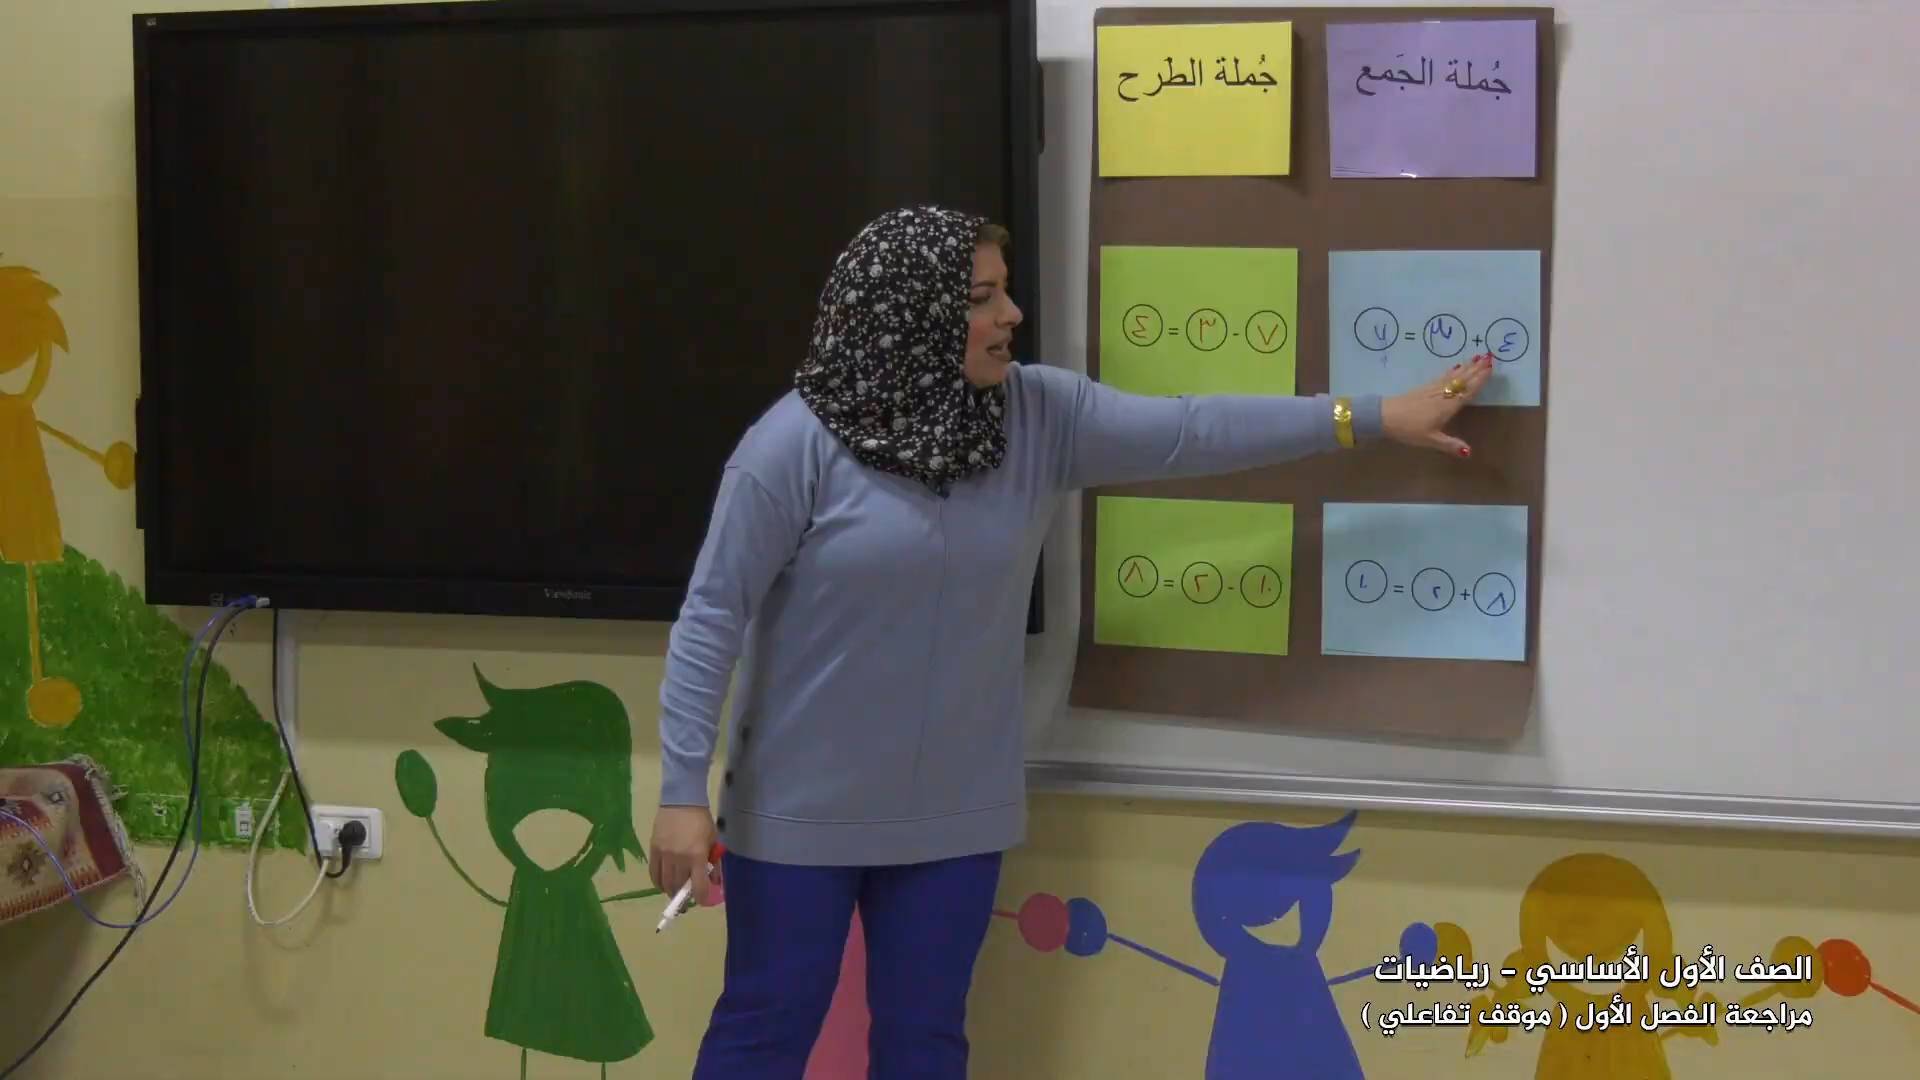 جُملة الجَمع
جُملة الطَرح
٤ + ٣ = ٧
٧ - ٣ = ٤
٨ + ٢ = ١٠
١٠ - ٢ = ٨
ViewSonic
الصف الأول الأساسي - رياضيات
مراجعة الفصل الأول ( موقف تفاعلي )